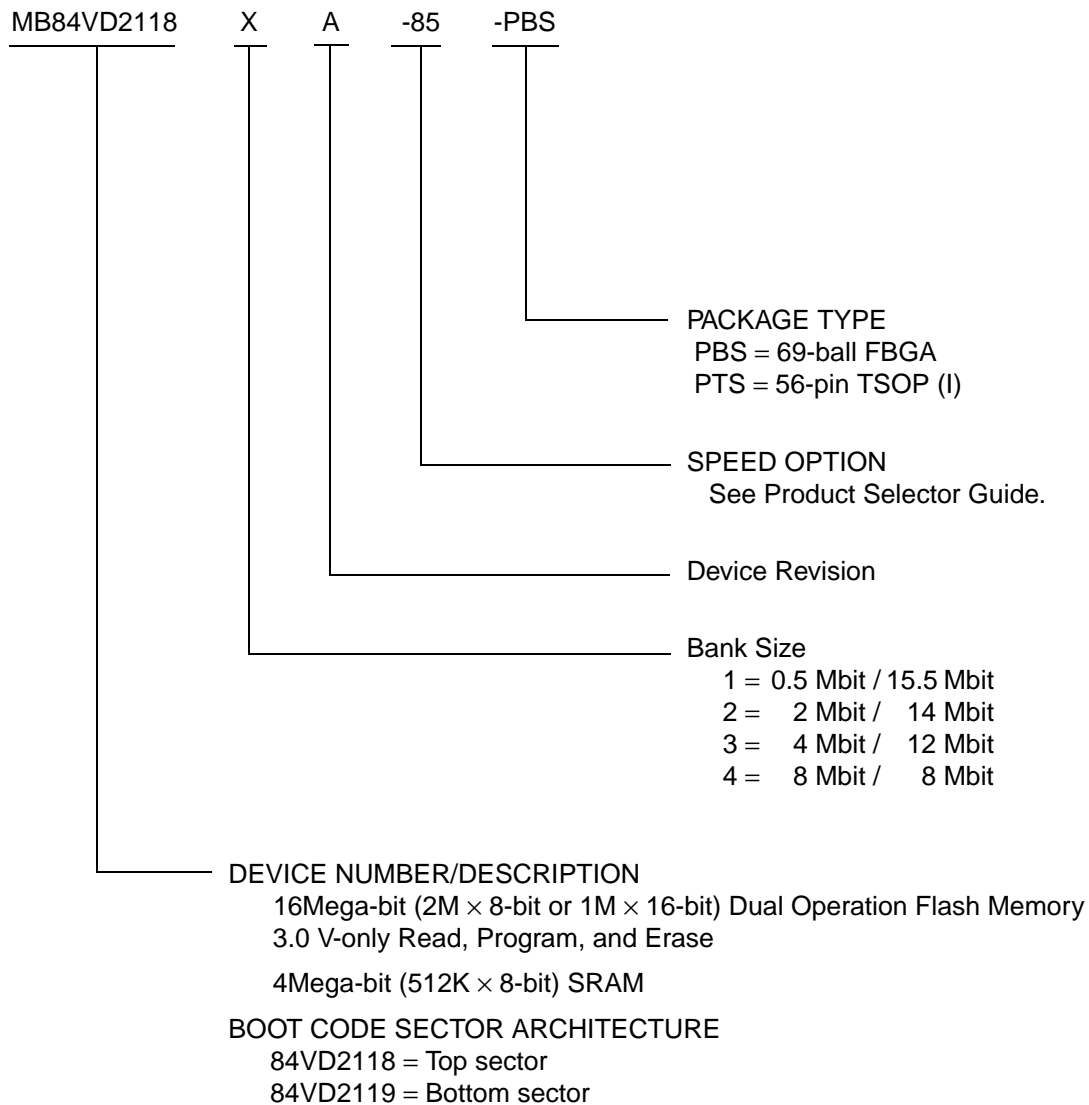 MB84VD2118 X A -85 -PBS
PACKAGE TYPE
PBS = 69-ball FBGA
PTS = 56-pin TSOP (I)
SPEED OPTION
See Product Selector Guide.
Device Revision
Bank Size
1 = 0.5 Mbit / 15.5 Mbit
2 = 2 Mbit / 14 Mbit
3 = 4 Mbit / 12 Mbit
4 = 8 Mbit / 8 Mbit
DEVICE NUMBER/DESCRIPTION
16Mega-bit (2M × 8-bit or 1M × 16-bit) Dual Operation Flash Memory
3.0 V-only Read, Program, and Erase
4Mega-bit (512K × 8-bit) SRAM
BOOT CODE SECTOR ARCHITECTURE
84VD2118 = Top sector
84VD2119 = Bottom sector